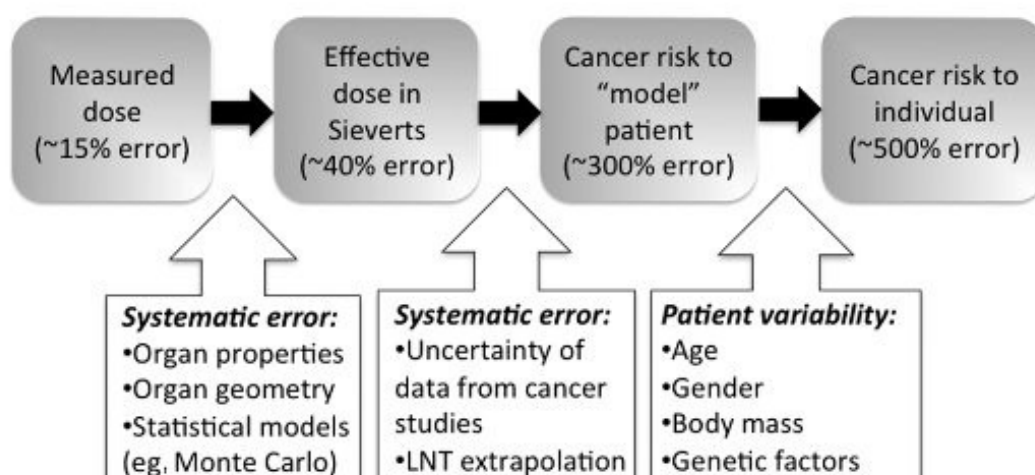 Measured
dose
(~15% error)
Effective
dose in
Sieverts
(~40% error)
Cancer risk to
“model”
patient
(~300% error)
Cancer risk to
individual
(~500% error)
Systematic error:
•Organ properties
•Organ geometry
•Statistical models
(eg, Monte Carlo)
Systematic error:
•Uncertainty of
data from cancer
studies
•LNT extrapolation
Patient variability:
•Age
•Gender
•Body mass
•Genetic factors